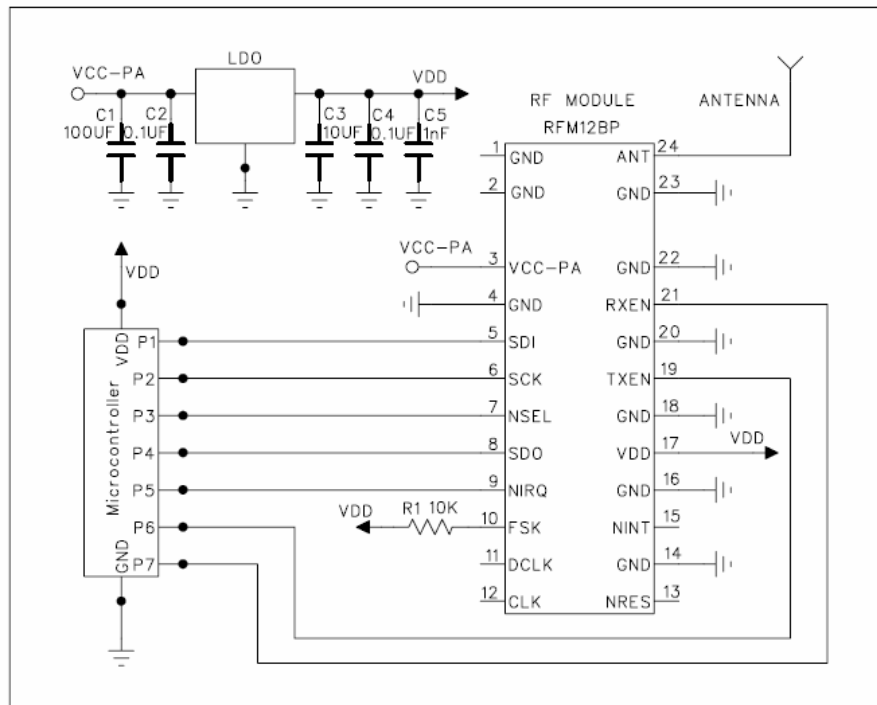 LDO
VCC-PA
VDD
C1
100UF
C2
0.1UF
C3
10UF
C4
0.1UF
C5
1nF
RF MODULE
RFM12BP
ANTENNA
1 GND
2 GND
3 VCC-PA
4 GND
5 SDI
6 SCK
7 NSEL
8 SDO
9 NIRQ
10 FSK
11 DCLK
12 CLK
ANT 24
GND 23
GND 22
RXEN 21
GND 20
TXEN 19
GND 18
VDD 17
GND 16
NINT 15
GND 14
NRES 13
VCC-PA
VDD
VDD
R1 10K
VDD
Microcontroller
VDD
GND
P1
P2
P3
P4
P5
P6
P7